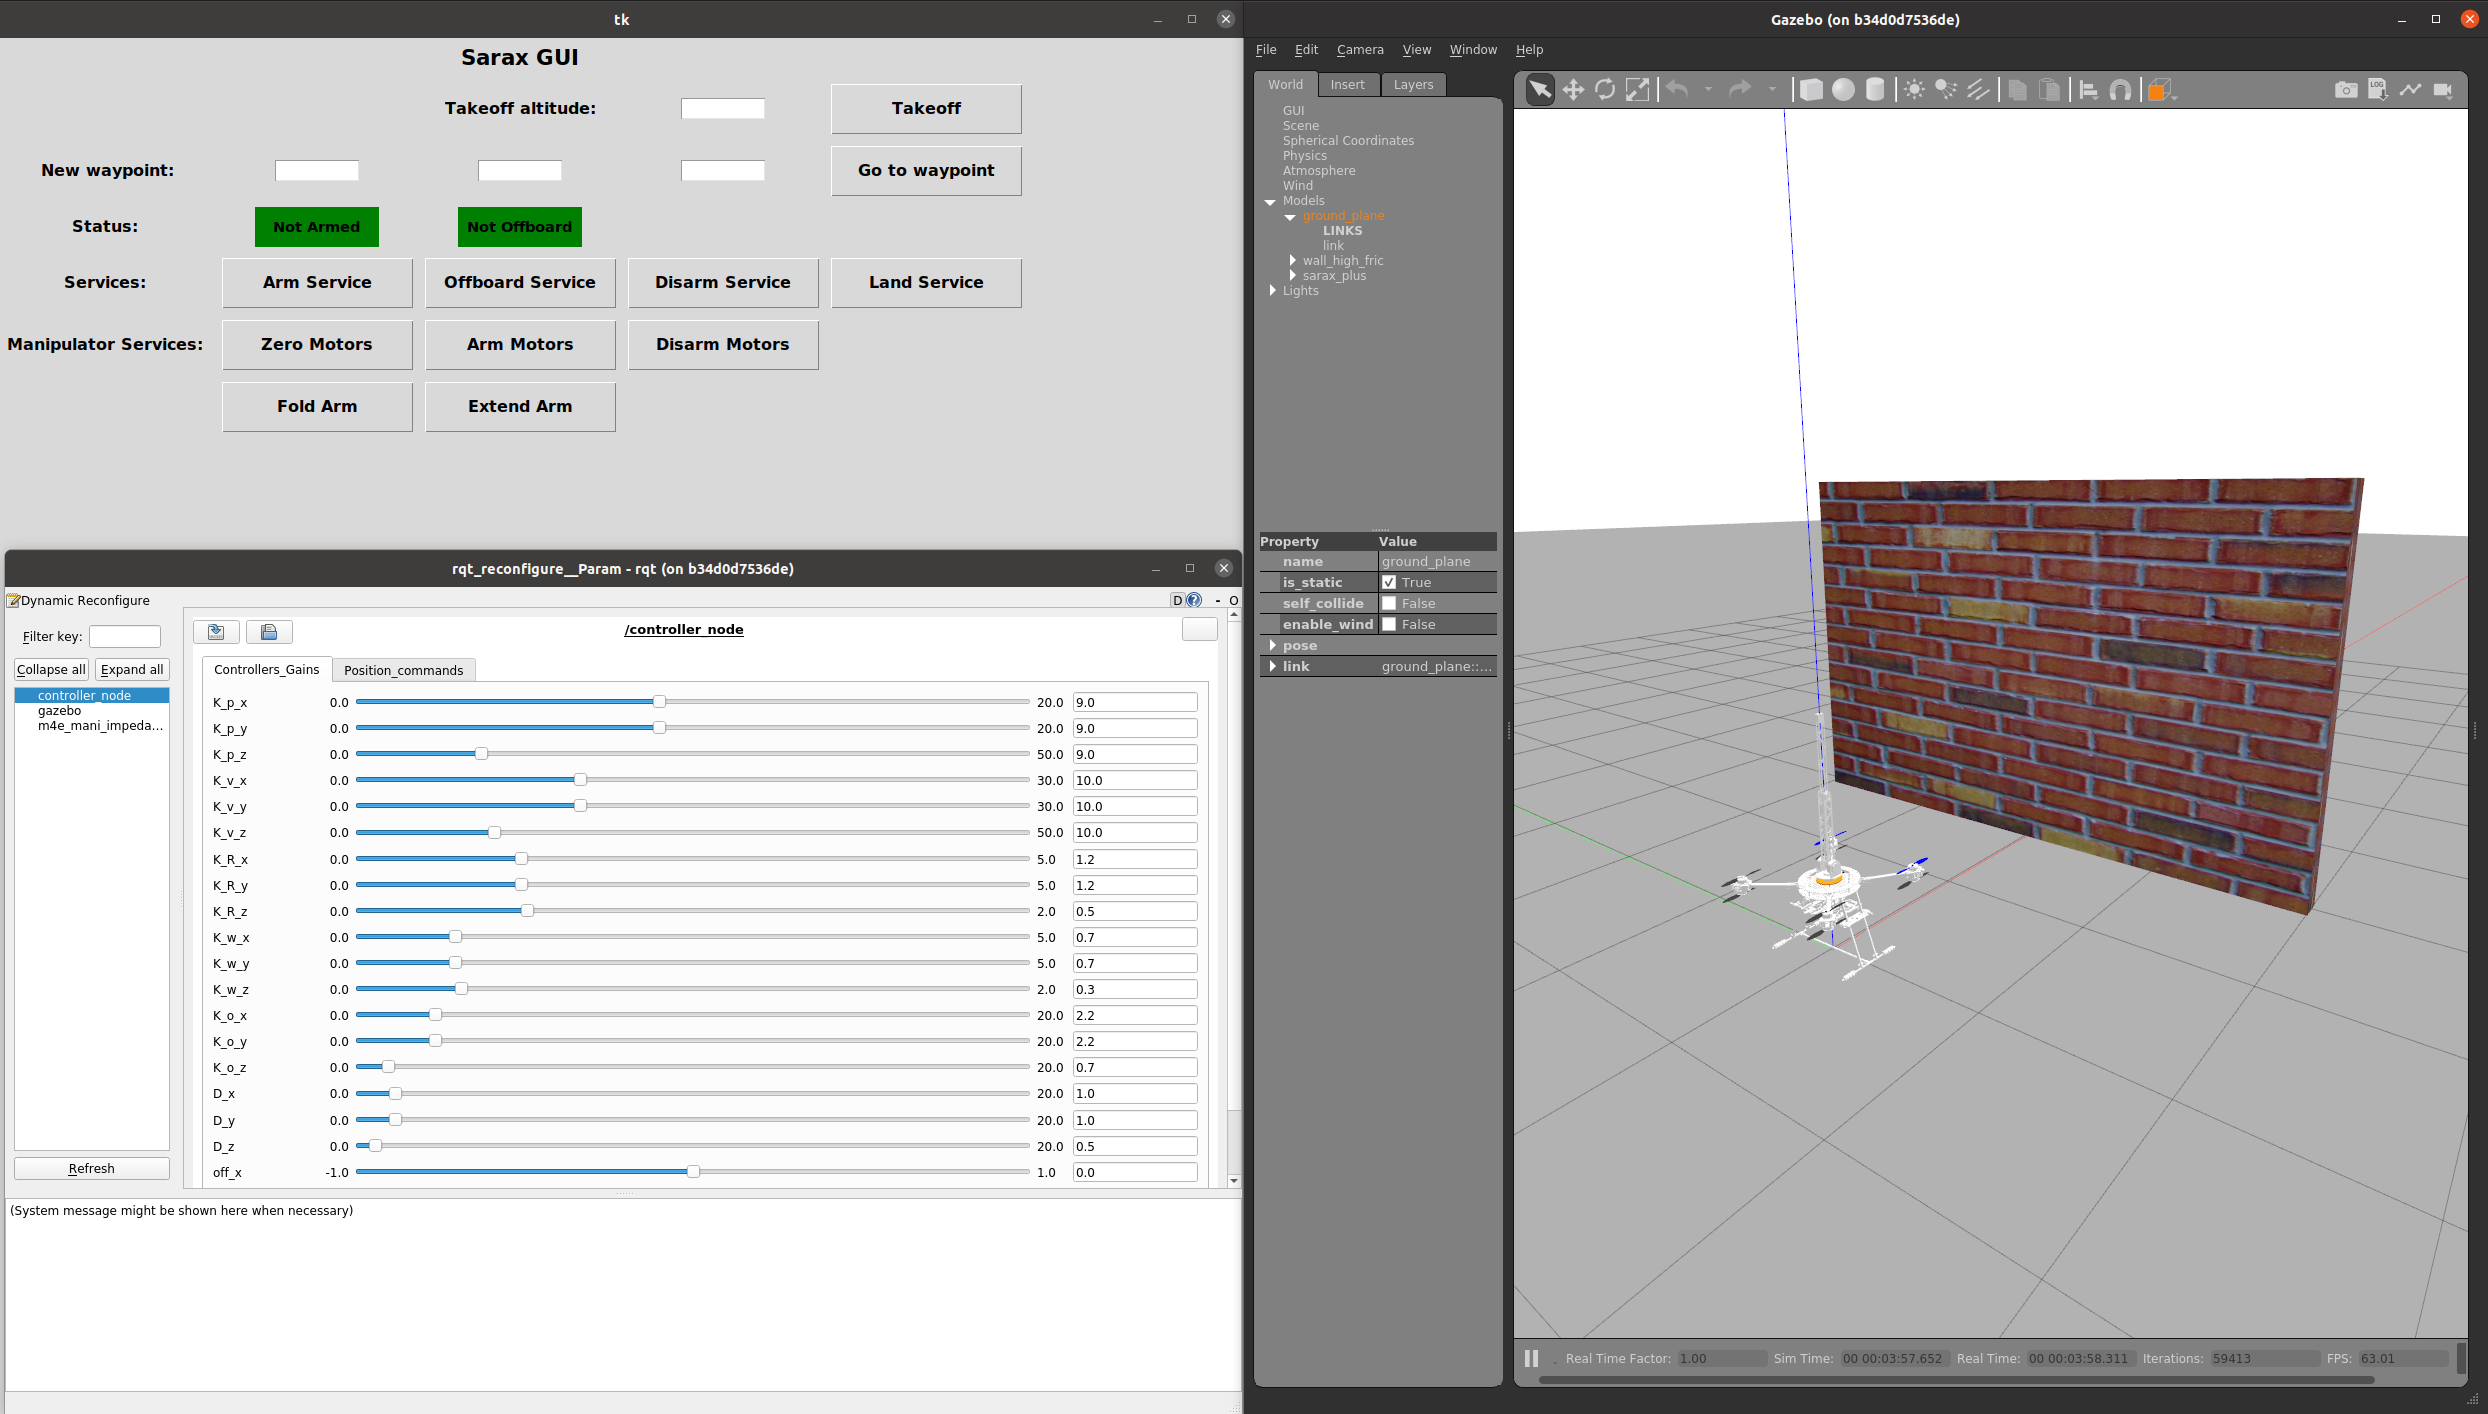 tk
Sarax GUI
Takeoff altitude:
Takeoff
New waypoint:
Go to waypoint
Status:
Not Armed
Not Offboard
Services:
Arm Service
Offboard Service
Disarm Service
Land Service
Manipulator Services:
Zero Motors
Arm Motors
Disarm Motors
Fold Arm
Extend Arm
rqt_reconfigure__Param - rqt (on b34d0d7536de)
Dynamic Reconfigure
D
- O
Filter key:
Collapse all
Expand all
controller_node
gazebo
m4e_mani_impeda...
Refresh
/controller_node
Controllers_Gains
Position_commands
K_p_x 0.0 20.0 9.0
K_p_y 0.0 20.0 9.0
K_p_z 0.0 50.0 9.0
K_v_x 0.0 30.0 10.0
K_v_y 0.0 30.0 10.0
K_v_z 0.0 50.0 10.0
K_R_x 0.0 5.0 1.2
K_R_y 0.0 5.0 1.2
K_R_z 0.0 2.0 0.5
K_w_x 0.0 5.0 0.7
K_w_y 0.0 5.0 0.7
K_w_z 0.0 2.0 0.3
K_o_x 0.0 20.0 2.2
K_o_y 0.0 20.0 2.2
K_o_z 0.0 20.0 0.7
D_x 0.0 20.0 1.0
D_y 0.0 20.0 1.0
D_z 0.0 20.0 0.5
off_x -1.0 1.0 0.0
(System message might be shown here when necessary)
Gazebo (on b34d0d7536de)
File Edit Camera View Window Help
World Insert Layers
GUI
Scene
Spherical Coordinates
Physics
Atmosphere
Wind
Models
ground_plane
LINKS
link
wall_high_fric
sarax_plus
Lights
Property Value
name ground_plane
is_static True
self_collide False
enable_wind False
pose
link ground_plane::...
LOG
Real Time Factor: 1.00 Sim Time: 00 00:03:57.652 Real Time: 00 00:03:58.311 Iterations: 59413 FPS: 63.01